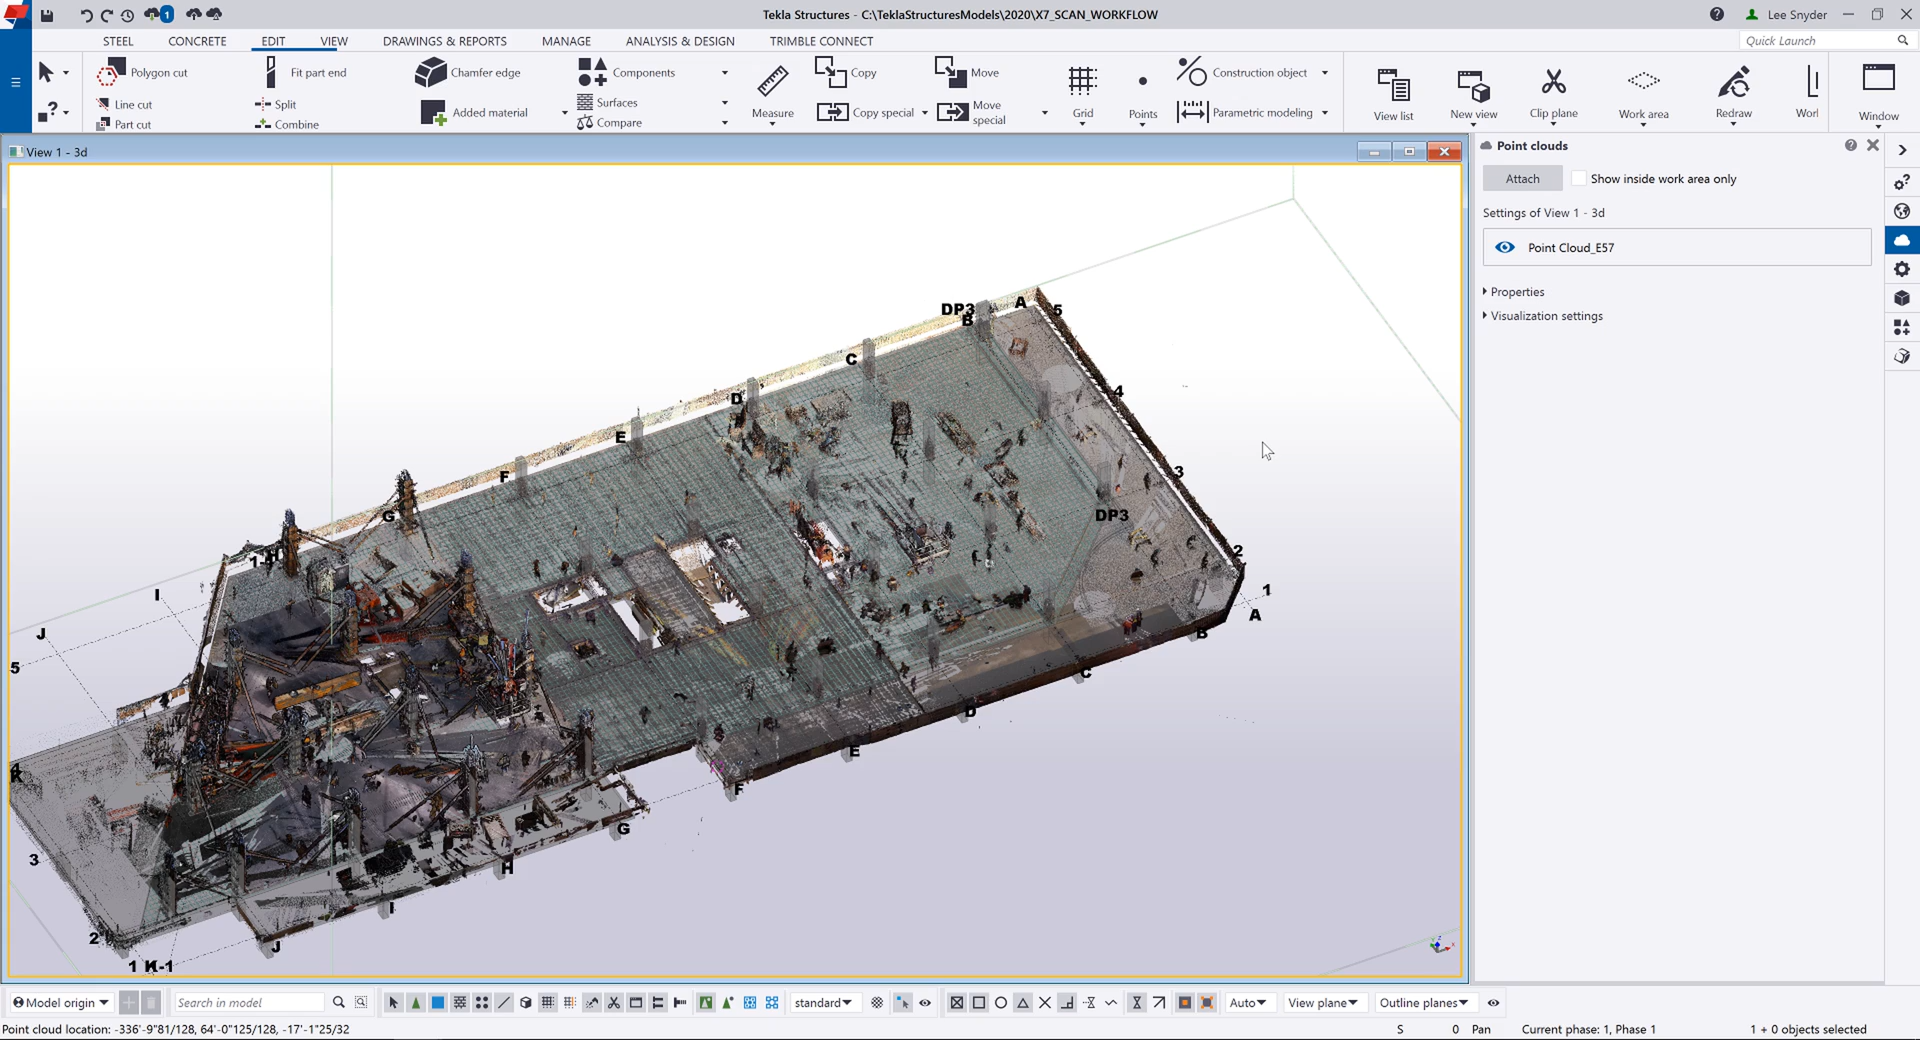 1
Tekla Structures - C:\TeklaStructuresModels\2020\X7_SCAN_WORKFLOW
Lee Snyder
STEEL CONCRETE EDIT VIEW DRAWINGS & REPORTS MANAGE ANALYSIS & DESIGN TRIMBLE CONNECT
Quick Launch
Polygon cut
Line cut
Part cut
Fit part end
Split
Combine
Chamfer edge
Added material
Components
Surfaces
Compare
Measure
Copy
Copy special
Move
Move special
Grid
Points
Construction object
Parametric modeling
View list
New view
Clip plane
Work area
Redraw
Worl
Window
View 1 - 3d
Point clouds
Attach
Show inside work area only
Settings of View 1 - 3d
Point Cloud_E57
Properties
Visualization settings
DP3
B
A
5
C
D
4
E
F
3
G
DP3
2
H
I
1
A
J
B
5
C
D
E
K
F
G
3
H
I
2
J
1 K-1
Model origin
Search in model
standard
Auto
View plane
Outline planes
Point cloud location: -336'-9"81/128, 64'-0"125/128, -17'-1"25/32
S
0
Pan
Current phase: 1, Phase 1
1 + 0 objects selected